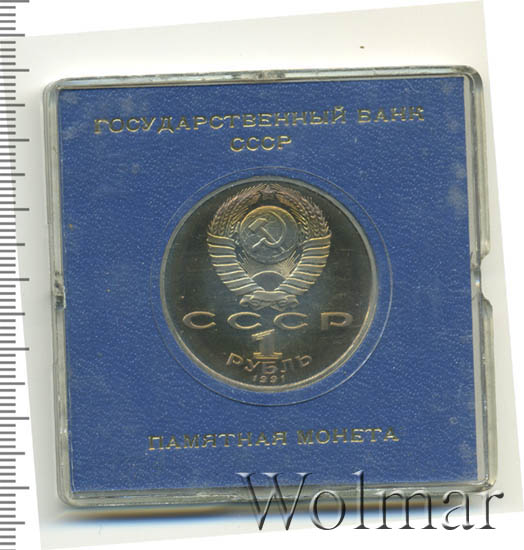 ГОСУДАРСТВЕННЫЙ БАНК
СССР
СССР
1
РУБЛЬ
1991
ПАМЯТНАЯ МОНЕТА
Wolmar